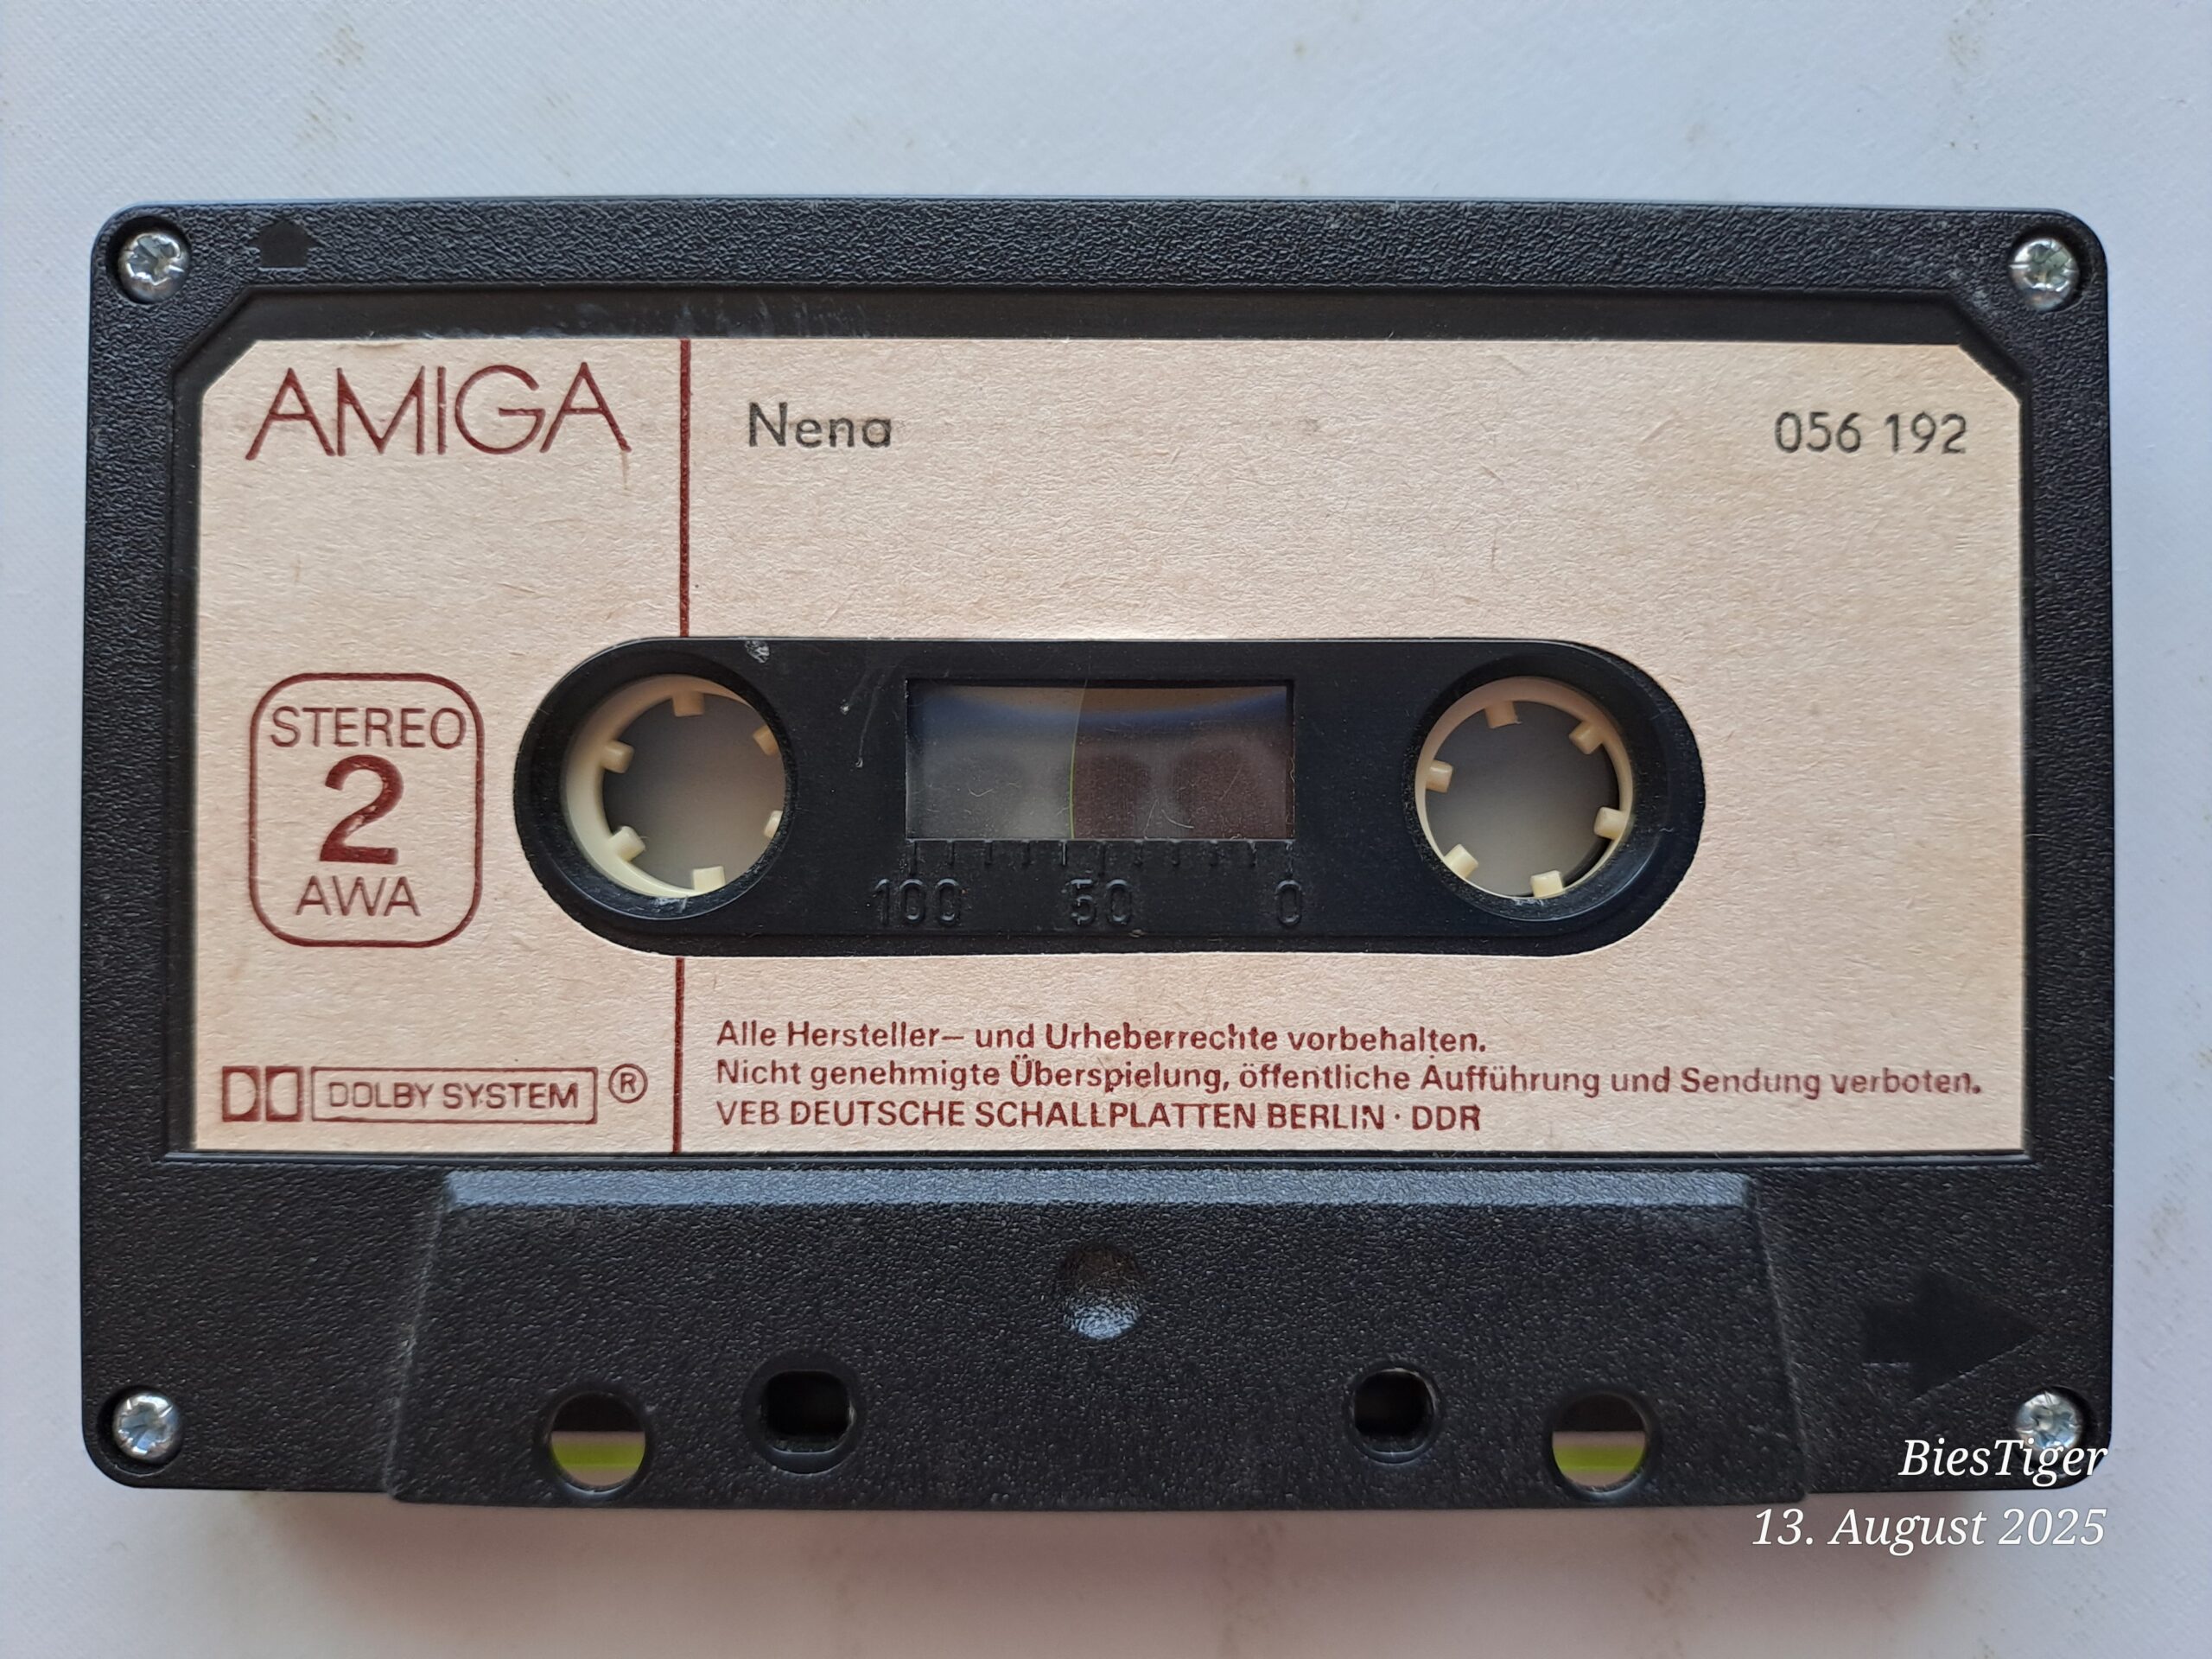 AMIGA
Nena
056 192
STEREO
2
AWA
100 50 0
DOLBY SYSTEM ®
Alle Hersteller– und Urheberrechte vorbehalten.
Nicht genehmigte Überspielung, öffentliche Aufführung und Sendung verboten.
VEB DEUTSCHE SCHALLPLATTEN BERLIN · DDR
BiesTiger
13. August 2025